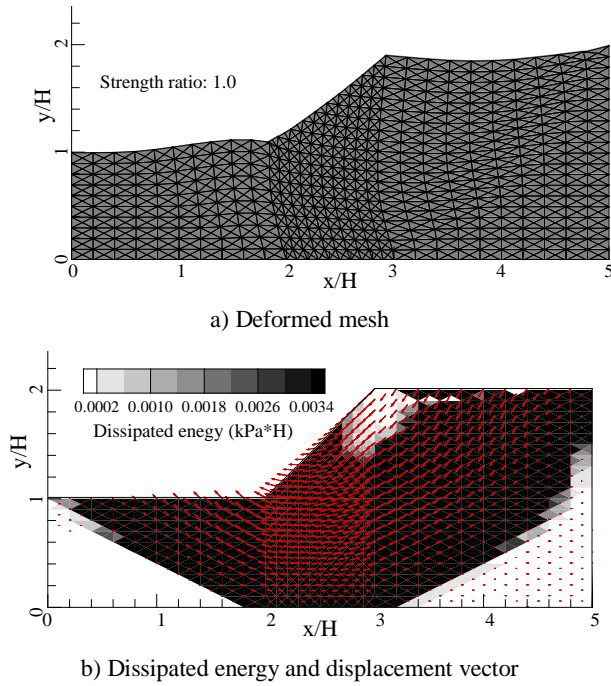 2
Strength ratio: 1.0
y/H
1
0
0 1 2 3 4 5
x/H
a) Deformed mesh
2
0.0002 0.0010 0.0018 0.0026 0.0034
Dissipated enegy (kPa*H)
y/H
1
0
0 1 2 3 4 5
x/H
b) Dissipated energy and displacement vector